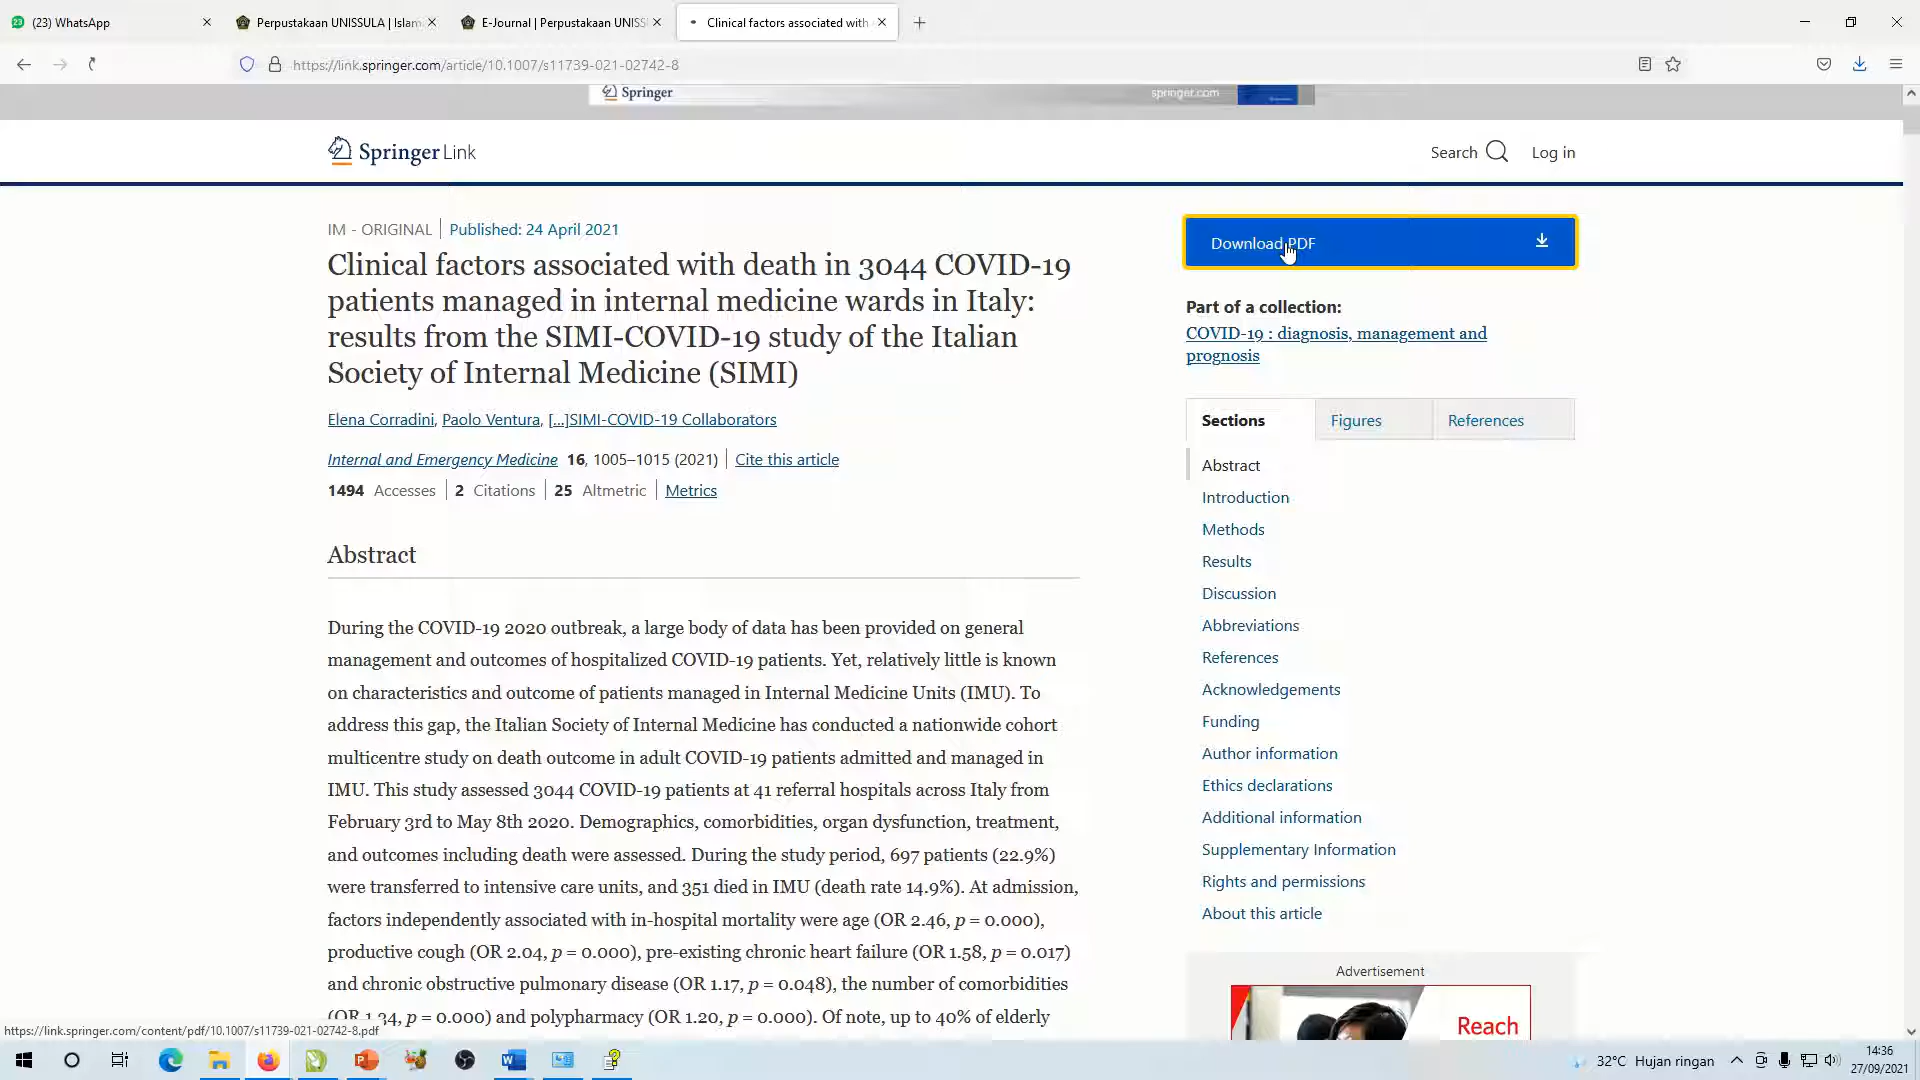 (23) WhatsApp
Perpustakaan UNISSULA | Islam
E-Journal | Perpustakaan UNISS
Clinical factors associated with
https://link.springer.com/article/10.1007/s11739-021-02742-8
Springer
springer.com
Springer Link
Search
Log in
IM - ORIGINAL
Published: 24 April 2021
Clinical factors associated with death in 3044 COVID-19
patients managed in internal medicine wards in Italy:
results from the SIMI-COVID-19 study of the Italian
Society of Internal Medicine (SIMI)
Elena Corradini, Paolo Ventura, [...]SIMI-COVID-19 Collaborators
Internal and Emergency Medicine 16, 1005–1015 (2021) Cite this article
1494 Accesses 2 Citations 25 Altmetric Metrics
Abstract
During the COVID-19 2020 outbreak, a large body of data has been provided on general
management and outcomes of hospitalized COVID-19 patients. Yet, relatively little is known
on characteristics and outcome of patients managed in Internal Medicine Units (IMU). To
address this gap, the Italian Society of Internal Medicine has conducted a nationwide cohort
multicentre study on death outcome in adult COVID-19 patients admitted and managed in
IMU. This study assessed 3044 COVID-19 patients at 41 referral hospitals across Italy from
February 3rd to May 8th 2020. Demographics, comorbidities, organ dysfunction, treatment,
and outcomes including death were assessed. During the study period, 697 patients (22.9%)
were transferred to intensive care units, and 351 died in IMU (death rate 14.9%). At admission,
factors independently associated with in-hospital mortality were age (OR 2.46, p = 0.000),
productive cough (OR 2.04, p = 0.000), pre-existing chronic heart failure (OR 1.58, p = 0.017)
and chronic obstructive pulmonary disease (OR 1.17, p = 0.048), the number of comorbidities
(OR 1.34, p = 0.000) and polypharmacy (OR 1.20, p = 0.000). Of note, up to 40% of elderly
Download PDF
Part of a collection:
COVID-19 : diagnosis, management and
prognosis
Sections
Figures
References
Abstract
Introduction
Methods
Results
Discussion
Abbreviations
References
Acknowledgements
Funding
Author information
Ethics declarations
Additional information
Supplementary Information
Rights and permissions
About this article
Advertisement
Reach
https://link.springer.com/content/pdf/10.1007/s11739-021-02742-8.pdf
32°C Hujan ringan
14:36
27/09/2021